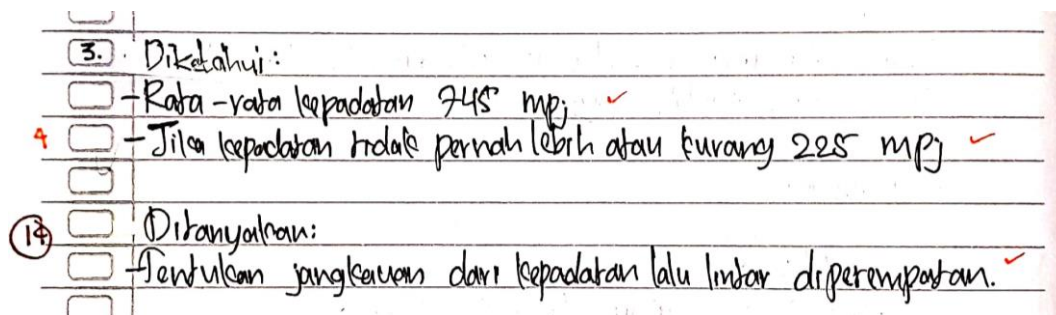 3. Diketahui:
- Rata-rata kepadatan 745 mpj
4 - Jika kepadatan tidak pernah lebih atau kurang 225 mpj
14 Ditanyakan:
- Tentukan jangkauan dari kepadatan lalu lintas diperempatan.